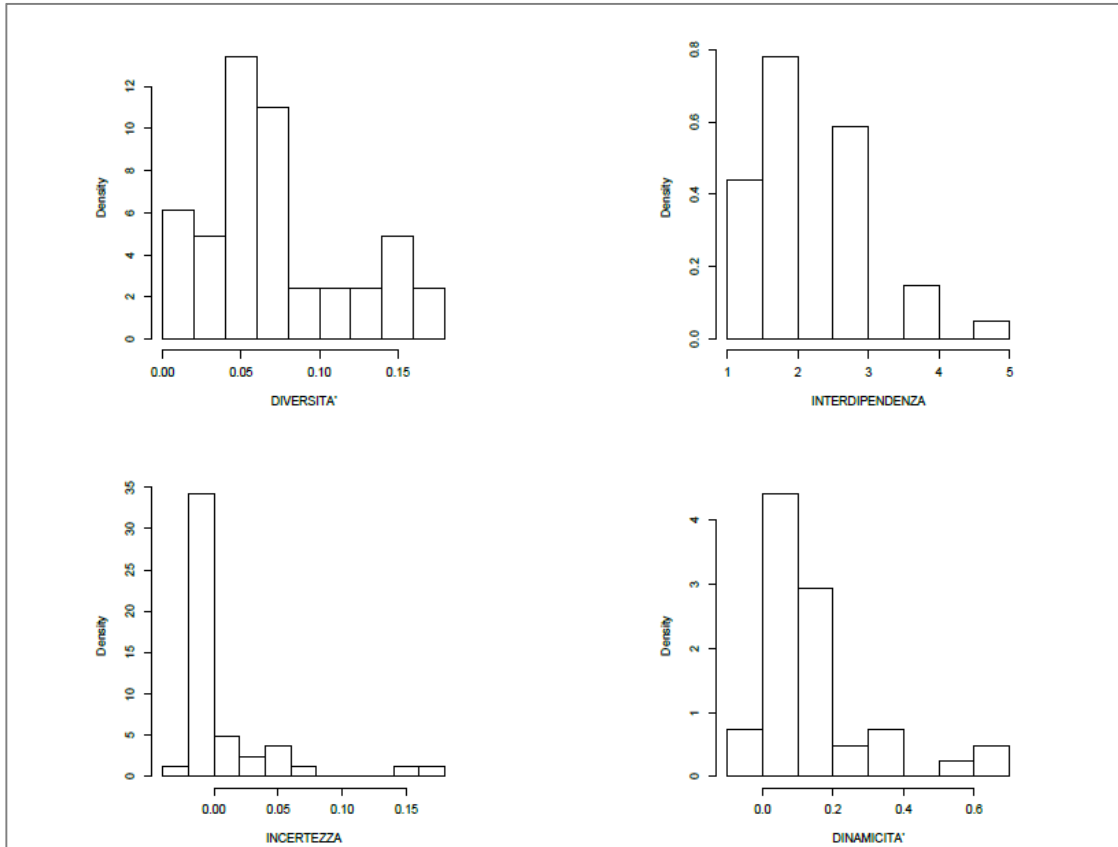 Density
0 2 4 6 8 10 12
0.00 0.05 0.10 0.15
DIVERSITA'
Density
0.0 0.2 0.4 0.6 0.8
1 2 3 4 5
INTERDIPENDENZA
Density
0 5 10 15 20 25 30 35
0.00 0.05 0.10 0.15
INCERTEZZA
Density
0 1 2 3 4
0.0 0.2 0.4 0.6
DINAMICITA'